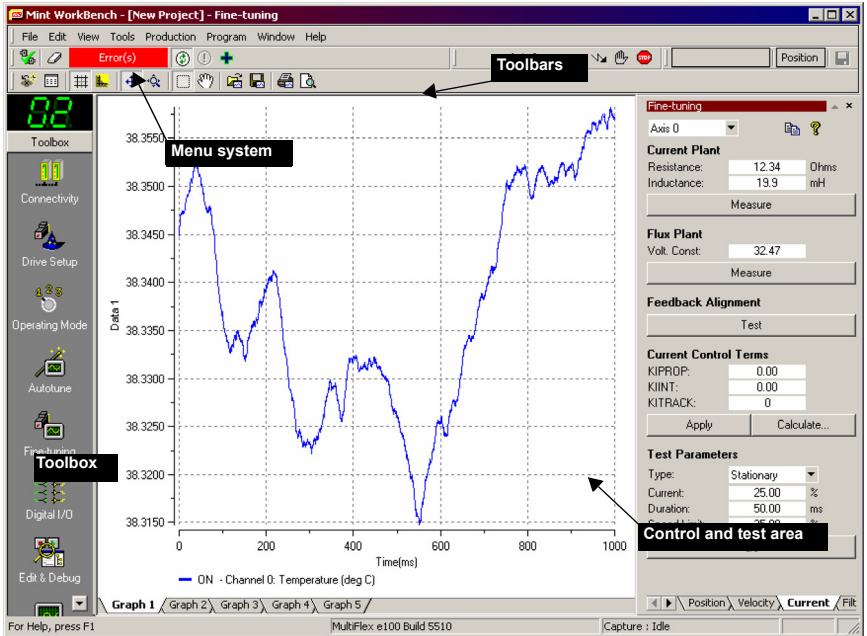 Mint WorkBench - [New Project] - Fine-tuning
File Edit View Tools Production Program Window Help
Error(s)
Position
Toolbars
Menu system
02
Toolbox
Connectivity
Drive Setup
Operating Mode
Autotune
Fine-tuning
Toolbox
Digital I/O
Edit & Debug
38.3550
38.3500
38.3450
38.3400
38.3350
38.3300
38.3250
38.3200
38.3150
Data 1
0 200 400 600 800 1000
Time(ms)
ON - Channel 0: Temperature (deg C)
Graph 1 Graph 2 Graph 3 Graph 4 Graph 5
Fine-tuning
Axis 0
Current Plant
Resistance: 12.34 Ohms
Inductance: 19.9 mH
Measure
Flux Plant
Volt. Const: 32.47
Measure
Feedback Alignment
Test
Current Control Terms
KIPROP: 0.00
KIINT: 0.00
KITRACK: 0
Apply Calculate...
Test Parameters
Type: Stationary
Current: 25.00 %
Duration: 50.00 ms
Control and test area
Position Velocity Current Filt
For Help, press F1
MultiFlex e100 Build 5510
Capture : Idle